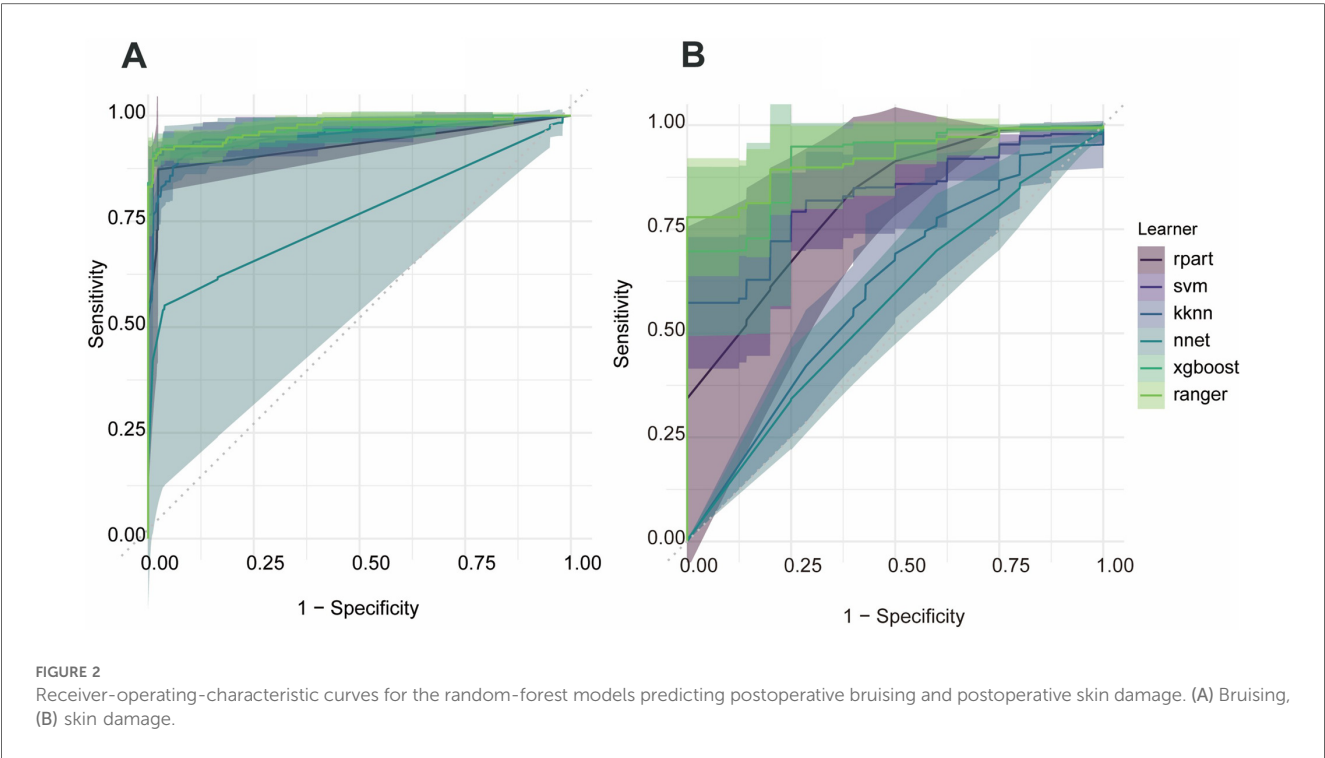 A
B
1.00
0.75
0.50
0.25
0.00
Sensitivity
0.00 0.25 0.50 0.75 1.00
1 − Specificity
1.00
0.75
0.50
0.25
0.00
Sensitivity
0.00 0.25 0.50 0.75 1.00
1 − Specificity
Learner
rpart
svm
kknn
nnet
xgboost
ranger
FIGURE 2
Receiver-operating-characteristic curves for the random-forest models predicting postoperative bruising and postoperative skin damage. (A) Bruising,
(B) skin damage.